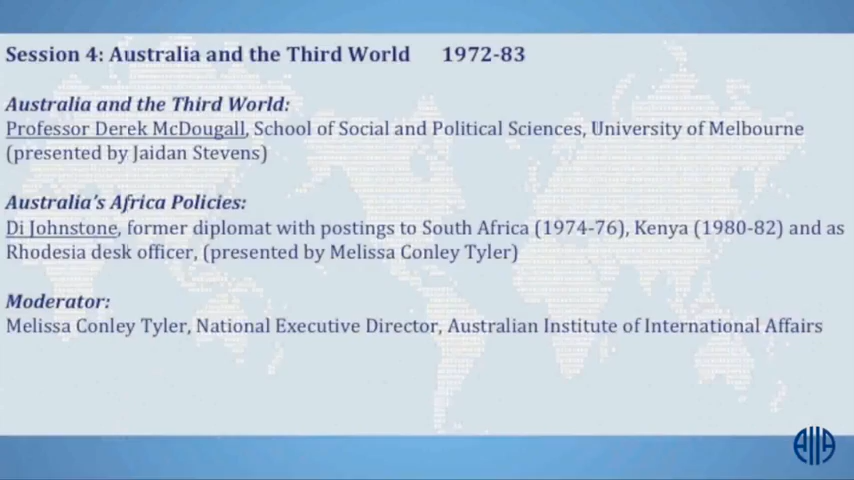 Session 4: Australia and the Third World 1972-83
Australia and the Third World:
Professor Derek McDougall, School of Social and Political Sciences, University of Melbourne
(presented by Jaidan Stevens)
Australia's Africa Policies:
Di Johnstone, former diplomat with postings to South Africa (1974-76), Kenya (1980-82) and as
Rhodesia desk officer, (presented by Melissa Conley Tyler)
Moderator:
Melissa Conley Tyler, National Executive Director, Australian Institute of International Affairs
AIIA